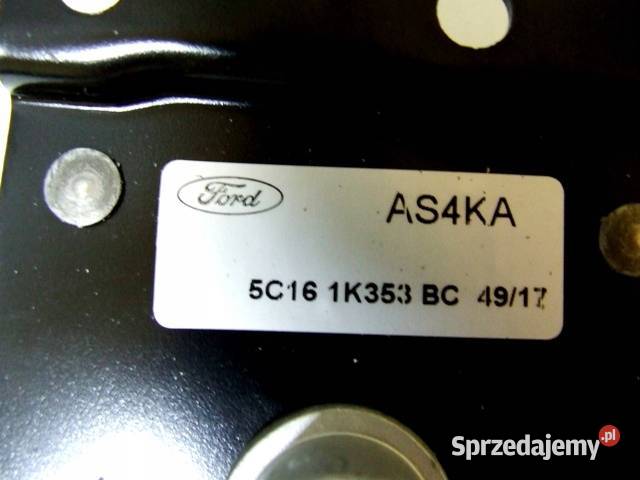 Ford
AS4KA
5C16 1K353 BC 49/17
Sprzedajemy.pl